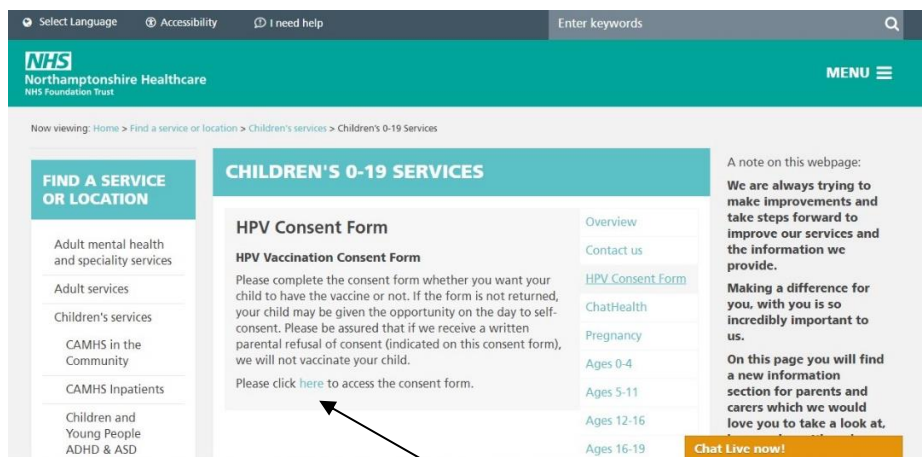 Select Language
Accessibility
I need help
Enter keywords
NHS
Northamptonshire Healthcare
NHS Foundation Trust
MENU
Now viewing: Home > Find a service or location > Children's services > Children's 0-19 Services
FIND A SERVICE
OR LOCATION
Adult mental health
and speciality services
Adult services
Children's services
CAMHS in the
Community
CAMHS Inpatients
Children and
Young People
ADHD & ASD
CHILDREN'S 0-19 SERVICES
HPV Consent Form
HPV Vaccination Consent Form
Please complete the consent form whether you want your
child to have the vaccine or not. If the form is not returned,
your child may be given the opportunity on the day to self-
consent. Please be assured that if we receive a written
parental refusal of consent (indicated on this consent form),
we will not vaccinate your child.
Please click here to access the consent form.
Overview
Contact us
HPV Consent Form
ChatHealth
Pregnancy
Ages 0-4
Ages 5-11
Ages 12-16
Ages 16-19
A note on this webpage:
We are always trying to
make improvements and
take steps forward to
improve our services and
the information we
provide.
Making a difference for
you, with you is so
incredibly important to
us.
On this page you will find
a new information
section for parents and
carers which we would
love you to take a look at,
Chat Live now!